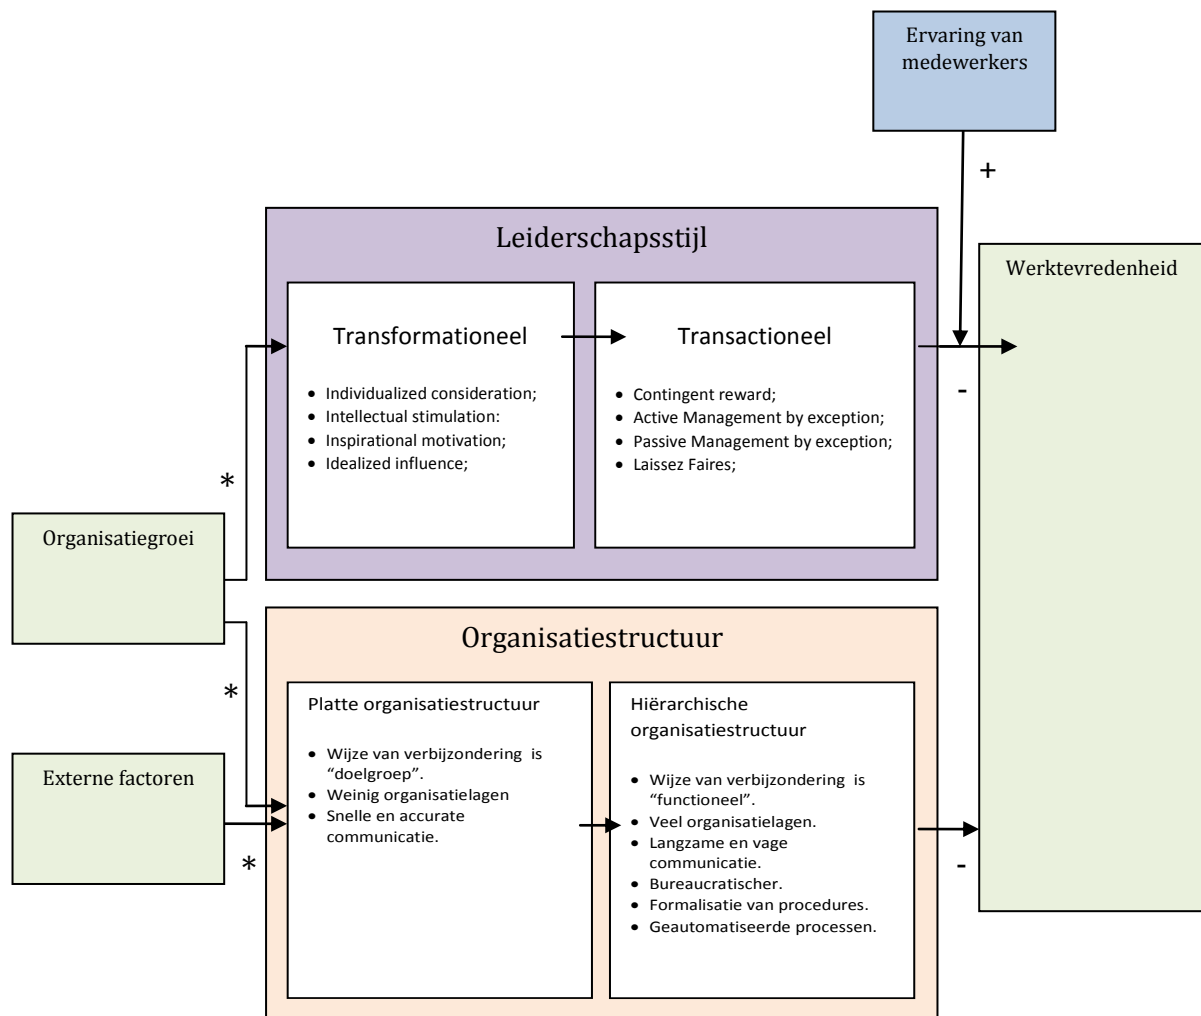 Ervaring van
medewerkers
+
Leiderschapsstijl
Werktevredenheid
Transformationeel
• Individualized consideration;
• Intellectual stimulation:
• Inspirational motivation;
• Idealized influence;
Transactioneel
• Contingent reward;
• Active Management by exception;
• Passive Management by exception;
• Laissez Faires;
-
*
Organisatiegroei
*
Organisatiestructuur
Platte organisatiestructuur
• Wijze van verbijzondering is
“doelgroep”.
• Weinig organisatielagen
• Snelle en accurate
communicatie.
Hiërarchische
organisatiestructuur
• Wijze van verbijzondering is
“functioneel”.
• Veel organisatielagen.
• Langzame en vage
communicatie.
• Bureaucratischer.
• Formalisatie van procedures.
• Geautomatiseerde processen.
Externe factoren
*
-